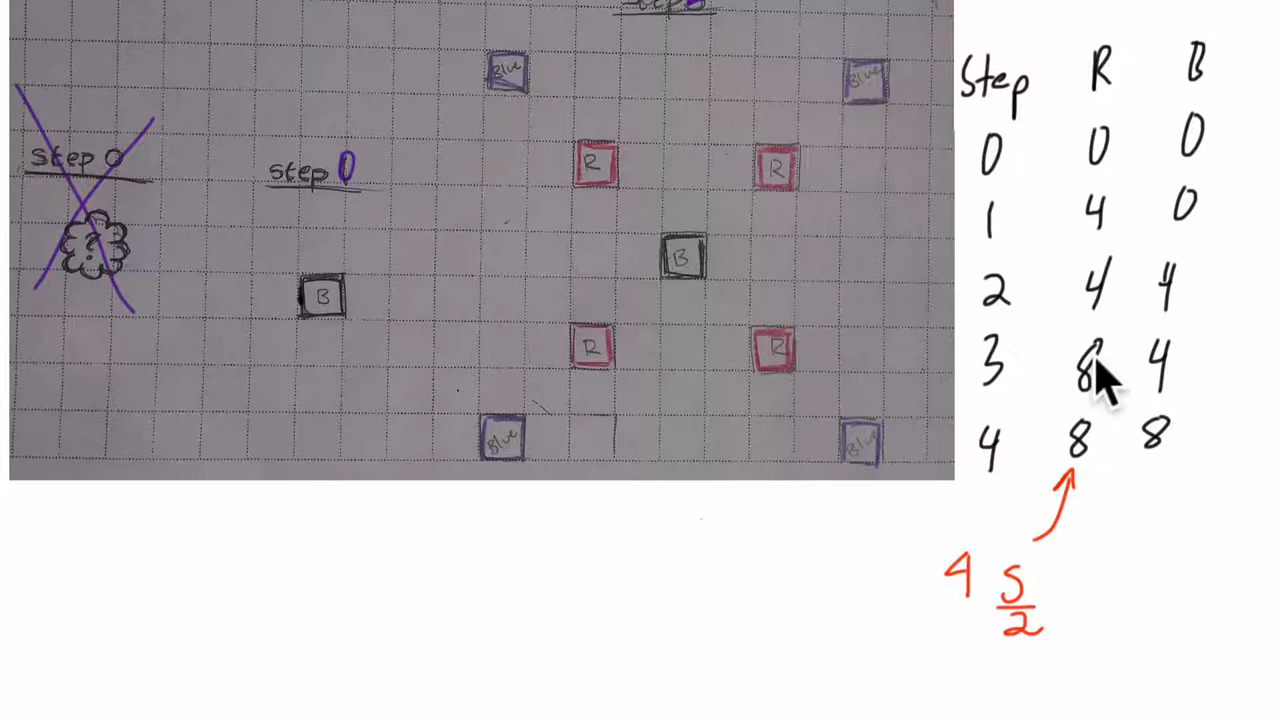 step
Blue Blue
step 0
step 0
R R
?
B
B
R R
Blue Blue
Step R B
0 0 0
1 4 0
2 4 4
3 8 4
4 8 8
4 S/2